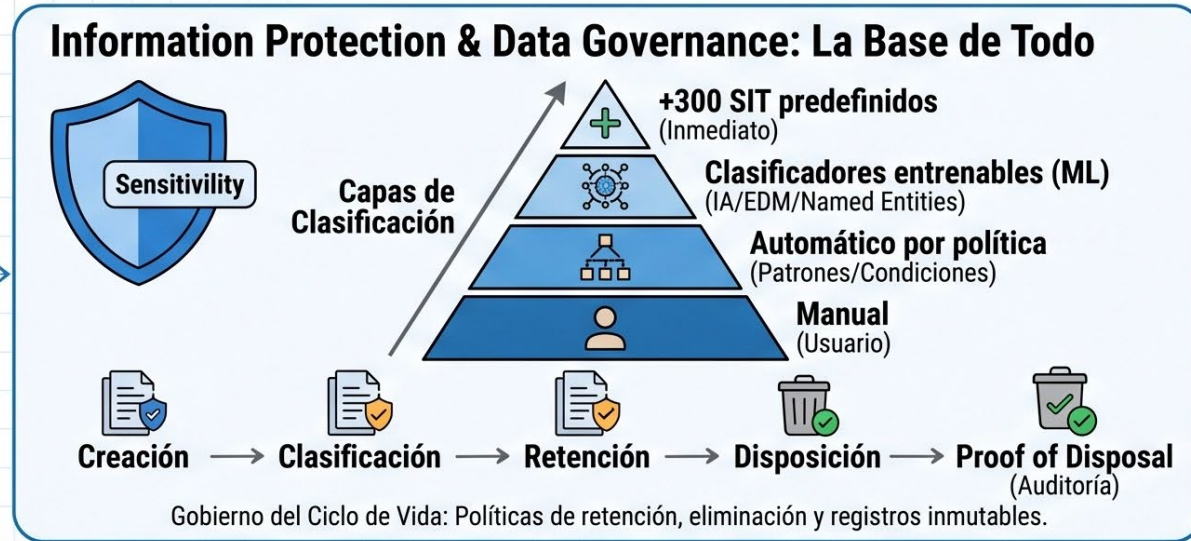 Information Protection & Data Governance: La Base de Todo
Sensitivility
Capas de
Clasificación
+300 SIT predefinidos
(Inmediato)
Clasificadores entrenables (ML)
(IA/EDM/Named Entities)
Automático por política
(Patrones/Condiciones)
Manual
(Usuario)
Creación
Clasificación
Retención
Disposición
Proof of Disposal
(Auditoría)
Gobierno del Ciclo de Vida: Políticas de retención, eliminación y registros inmutables.